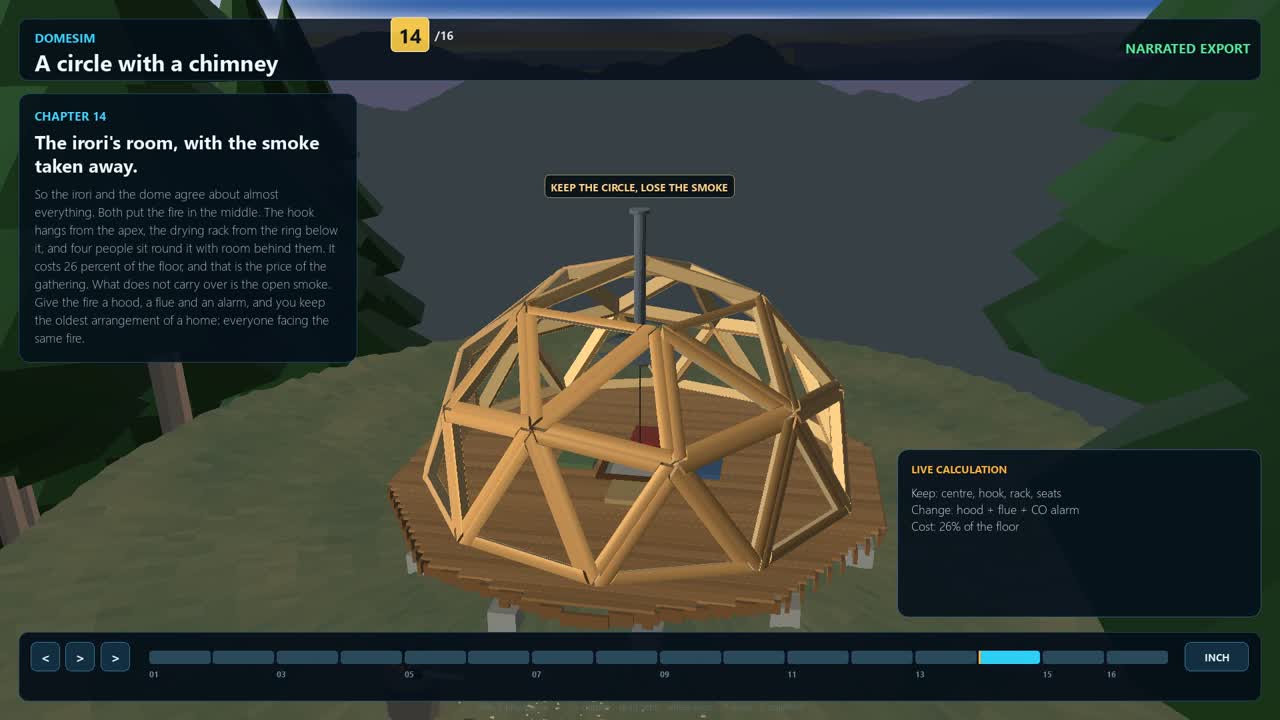 DOMESIM
A circle with a chimney
14 /16
NARRATED EXPORT
CHAPTER 14
The irori's room, with the smoke
taken away.
So the irori and the dome agree about almost
everything. Both put the fire in the middle. The hook
hangs from the apex, the drying rack from the ring below
it, and four people sit round it with room behind them. It
costs 26 percent of the floor, and that is the price of the
gathering. What does not carry over is the open smoke.
Give the fire a hood, a flue and an alarm, and you keep
the oldest arrangement of a home: everyone facing the
same fire.
KEEP THE CIRCLE, LOSE THE SMOKE
LIVE CALCULATION
Keep: centre, hook, rack, seats
Change: hood + flue + CO alarm
Cost: 26% of the floor
< > >
01 03 05 07 09 11 13 15 16
INCH